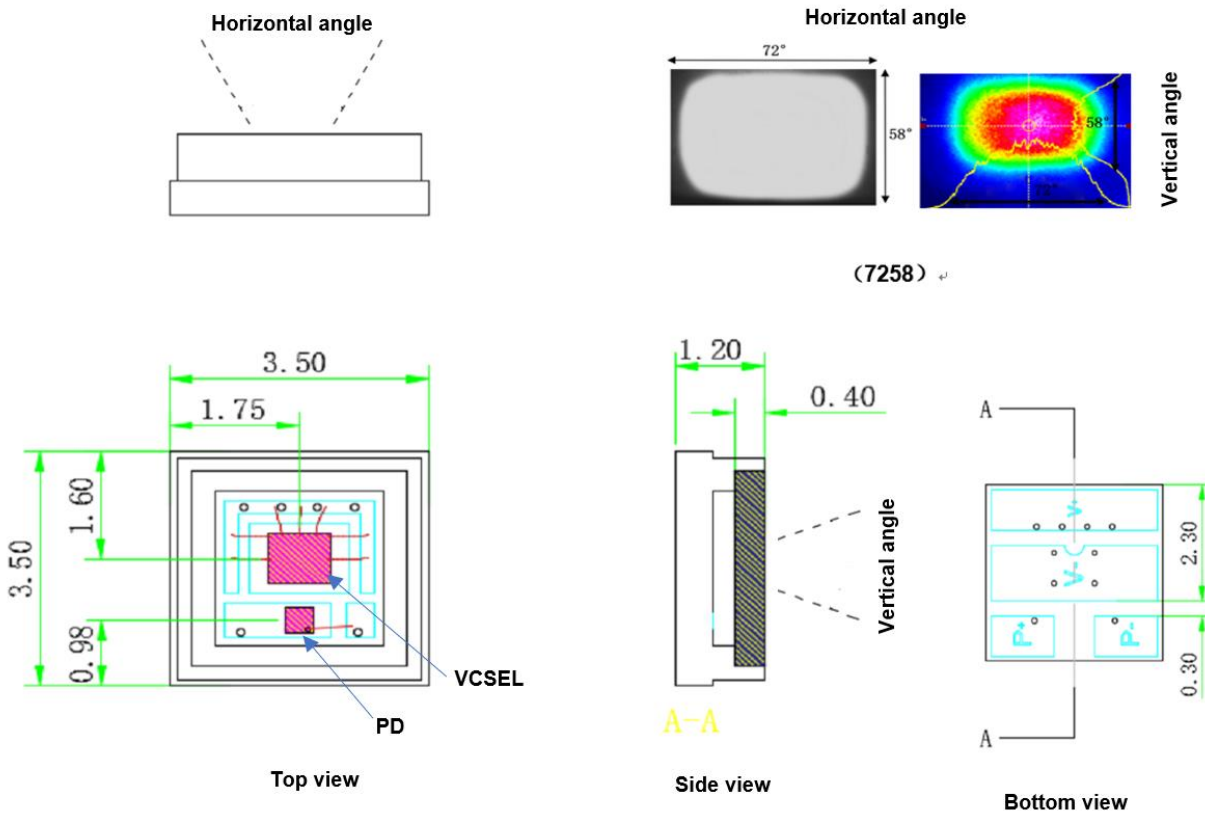 Horizontal angle
Horizontal angle
72°
58°
58°
72°
Vertical angle
（7258）
3.50
1.75
1.60
3.50
0.98
VCSEL
PD
Top view
1.20
0.40
Vertical angle
A-A
Side view
A
V+
V-
P+
P-
2.30
0.30
A
Bottom view